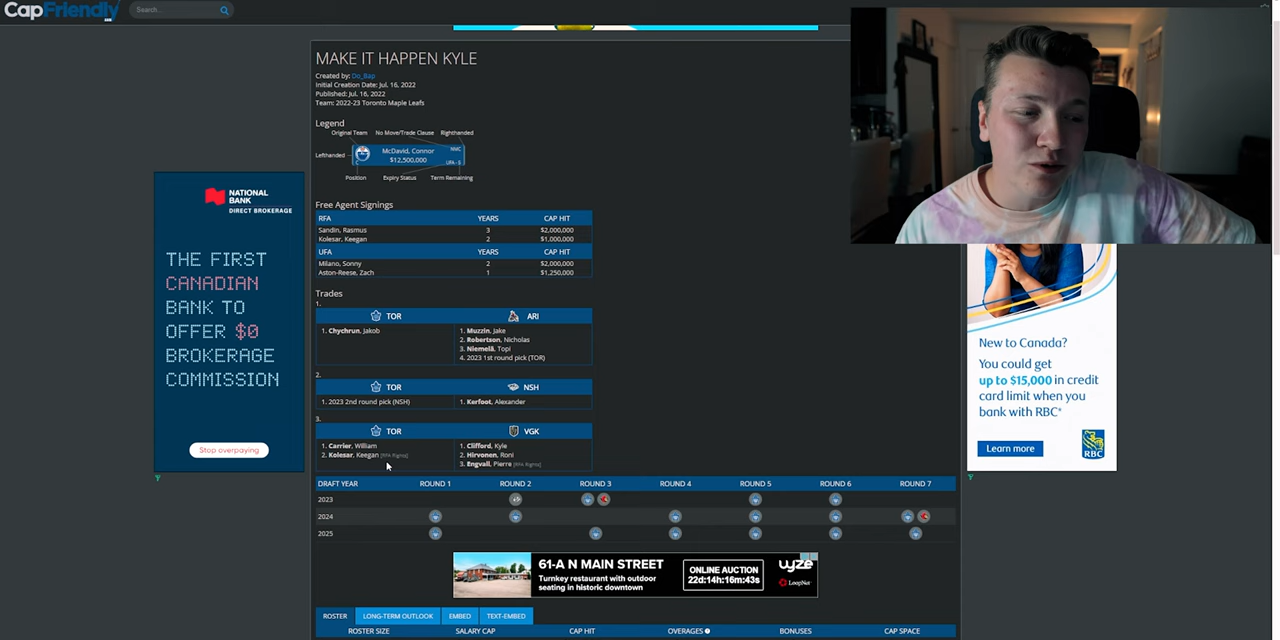 CapFriendly
Search...
MAKE IT HAPPEN KYLE
Created by: Do_Bap
Initial Creation Date: Jul. 16, 2022
Published: Jul. 16, 2022
Team: 2022-23 Toronto Maple Leafs
Legend
Original Team No Move/Trade Clause Righthanded
Lefthanded McDavid, Connor NMC
$12,500,000
C UFA - 5
Position Expiry Status Term Remaining
Free Agent Signings
RFA YEARS CAP HIT
Sandin, Rasmus 3 $2,000,000
Kolesar, Keegan 2 $1,000,000
UFA YEARS CAP HIT
Milano, Sonny 2 $2,000,000
Aston-Reese, Zach 1 $1,250,000
Trades
1.
TOR ARI
1. Chychrun, Jakob 1. Muzzin, Jake
2. Robertson, Nicholas
3. Niemelä, Topi
4. 2023 1st round pick (TOR)
2.
TOR NSH
1. 2023 2nd round pick (NSH) 1. Kerfoot, Alexander
3.
TOR VGK
1. Carrier, William 1. Clifford, Kyle
2. Kolesar, Keegan [RFA Rights] 2. Hirvonen, Roni
3. Engvall, Pierre [RFA Rights]
DRAFT YEAR ROUND 1 ROUND 2 ROUND 3 ROUND 4 ROUND 5 ROUND 6 ROUND 7
2023
2024
2025
61-A N MAIN STREET
Turnkey restaurant with outdoor
seating in historic downtown
ONLINE AUCTION
22d:14h:16m:43s
ten-x
LoopNet
ROSTER LONG-TERM OUTLOOK EMBED TEXT-EMBED
ROSTER SIZE SALARY CAP CAP HIT OVERAGES BONUSES CAP SPACE
NATIONAL
BANK
DIRECT BROKERAGE
THE FIRST
CANADIAN
BANK TO
OFFER $0
BROKERAGE
COMMISSION
Stop overpaying
New to Canada?
You could get
up to $15,000 in credit
card limit when you
bank with RBC*
Learn more
RBC